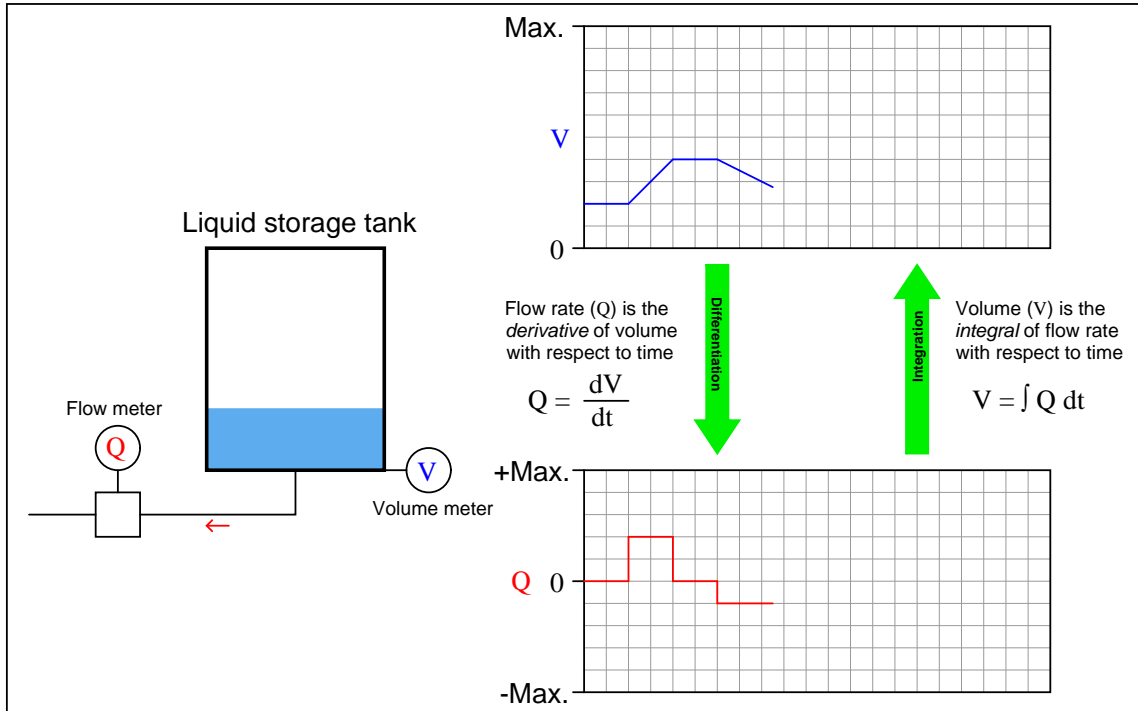 Max.
V
0
Liquid storage tank
Flow rate (Q) is the
derivative of volume
with respect to time
Q = dV
dt
Differentiation
Integration
Volume (V) is the
integral of flow rate
with respect to time
V = ∫ Q dt
Flow meter
Q
V
Volume meter
+Max.
Q 0
-Max.